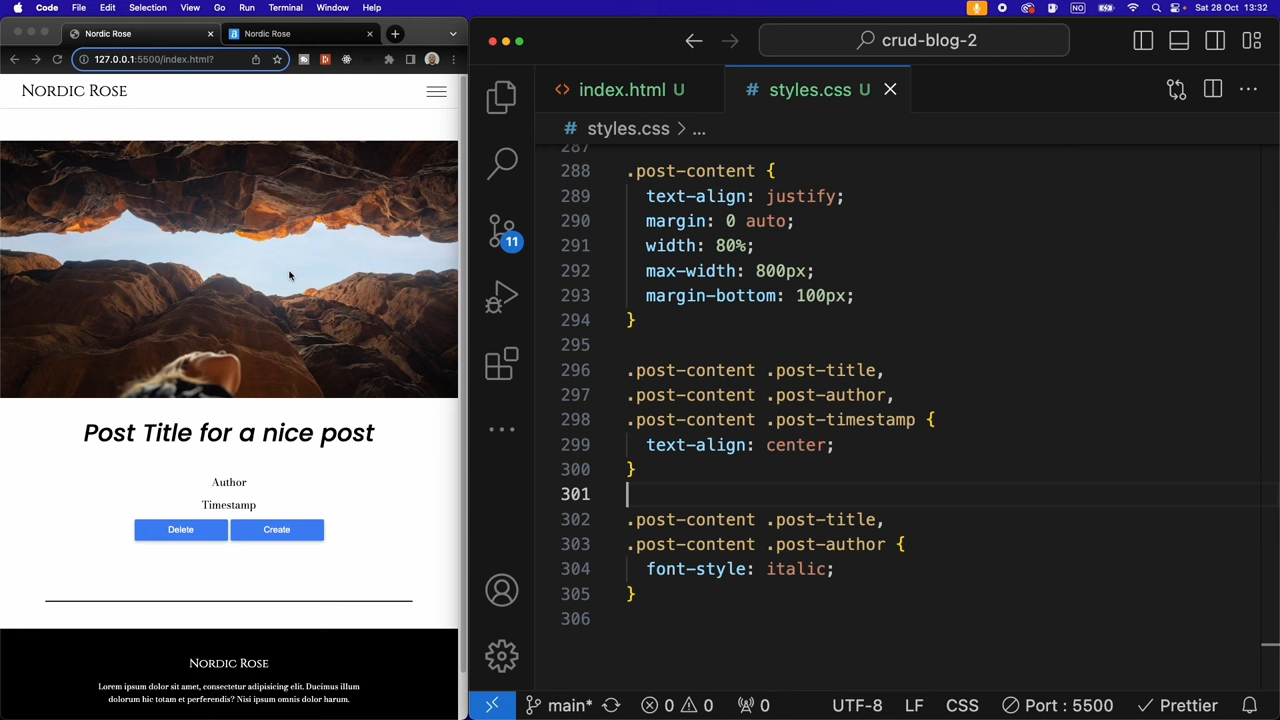 Code File Edit Selection View Go Run Terminal Window Help
NO Sat 28 Oct 13:32
Nordic Rose
Nordic Rose
127.0.0.1:5500/index.html?
Nordic Rose
Post Title for a nice post
Author
Timestamp
Delete
Create
Nordic Rose
Lorem ipsum dolor sit amet, consectetur adipisicing elit. Ducimus illum
dolorum hic totam et perferendis? Nisi ipsum omnis dolor harum.
crud-blog-2
index.html U
# styles.css U
# styles.css > ...
11
287
288 .post-content {
289 text-align: justify;
290 margin: 0 auto;
291 width: 80%;
292 max-width: 800px;
293 margin-bottom: 100px;
294 }
295
296 .post-content .post-title,
297 .post-content .post-author,
298 .post-content .post-timestamp {
299 text-align: center;
300 }
301
302 .post-content .post-title,
303 .post-content .post-author {
304 font-style: italic;
305 }
306
main* 0 0 0 UTF-8 LF CSS Port : 5500 Prettier